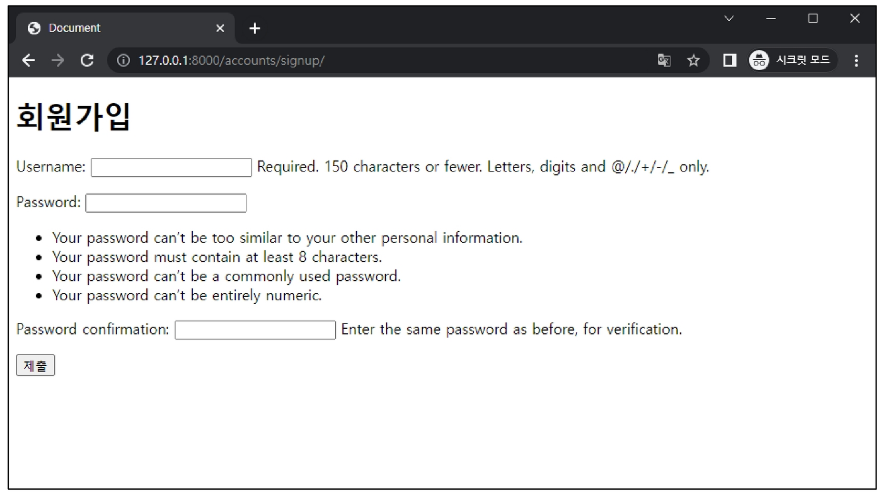 Document
127.0.0.1:8000/accounts/signup/
시크릿 모드
회원가입
Username: Required. 150 characters or fewer. Letters, digits and @/./+/-/_ only.
Password:
Your password can't be too similar to your other personal information.
Your password must contain at least 8 characters.
Your password can't be a commonly used password.
Your password can't be entirely numeric.
Password confirmation: Enter the same password as before, for verification.
제출